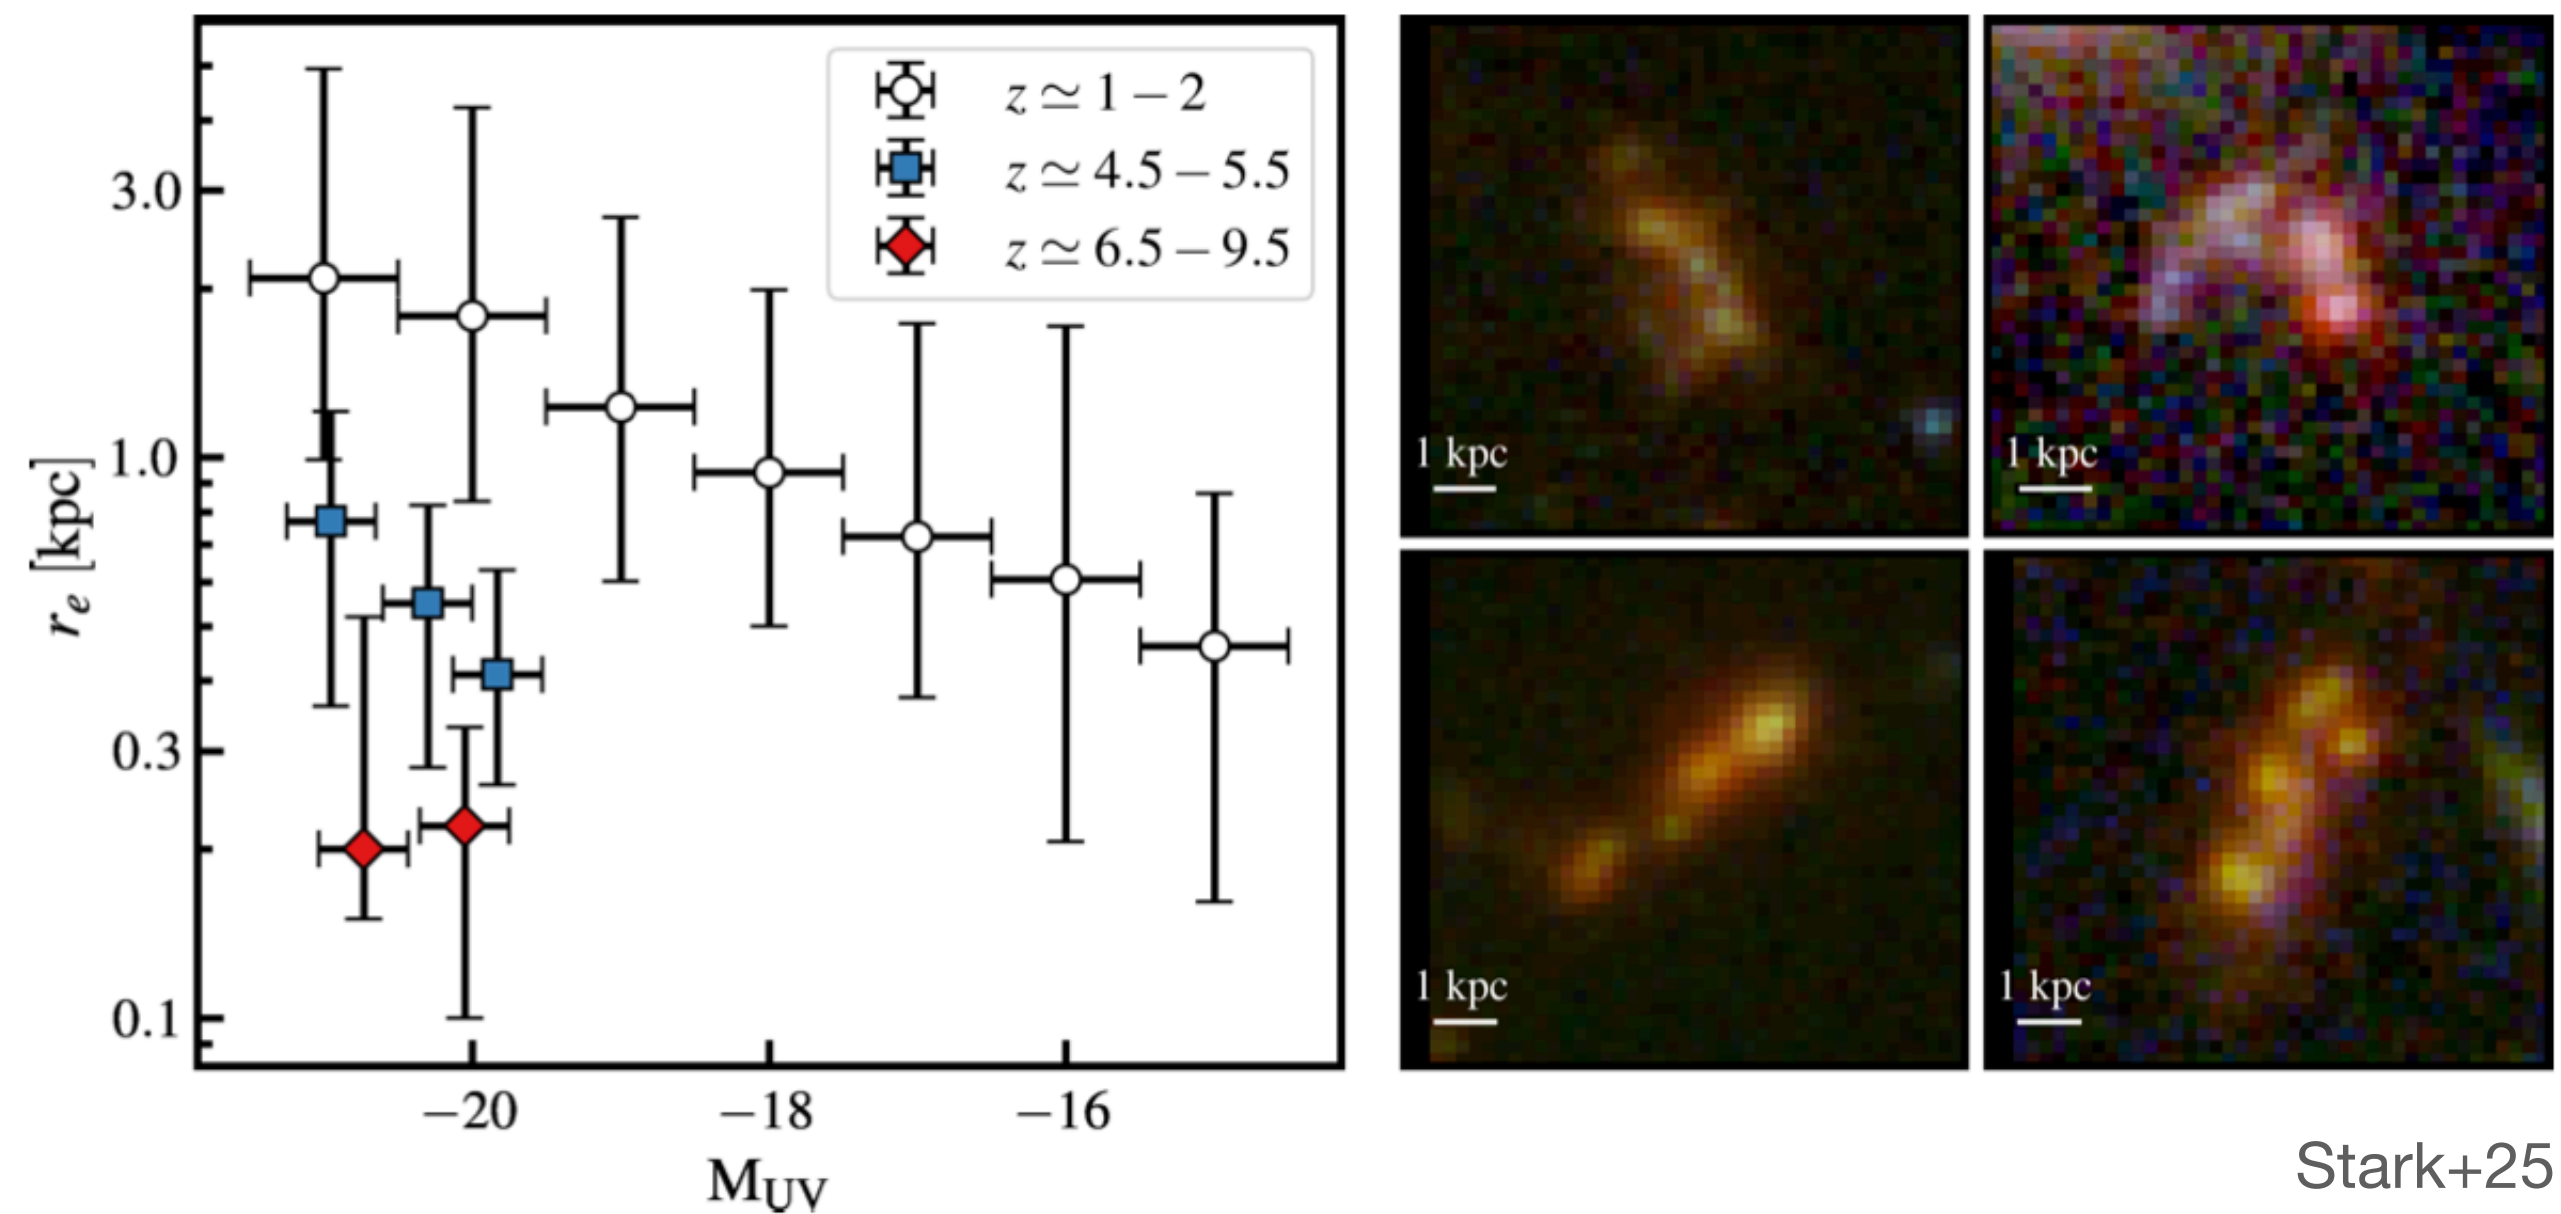 z ≃ 1 – 2
z ≃ 4.5 – 5.5
z ≃ 6.5 – 9.5
3.0
1.0
0.3
0.1
r_e [kpc]
−20
−18
−16
M_UV
1 kpc
1 kpc
1 kpc
1 kpc
Stark+25